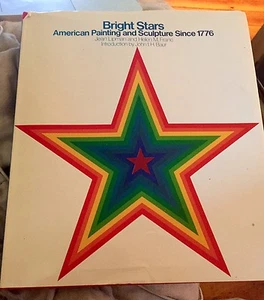 Bright Stars
American Painting and Sculpture Since 1776
Jean Lipman and Helen M. Franc
Introduction by John I.H. Baur